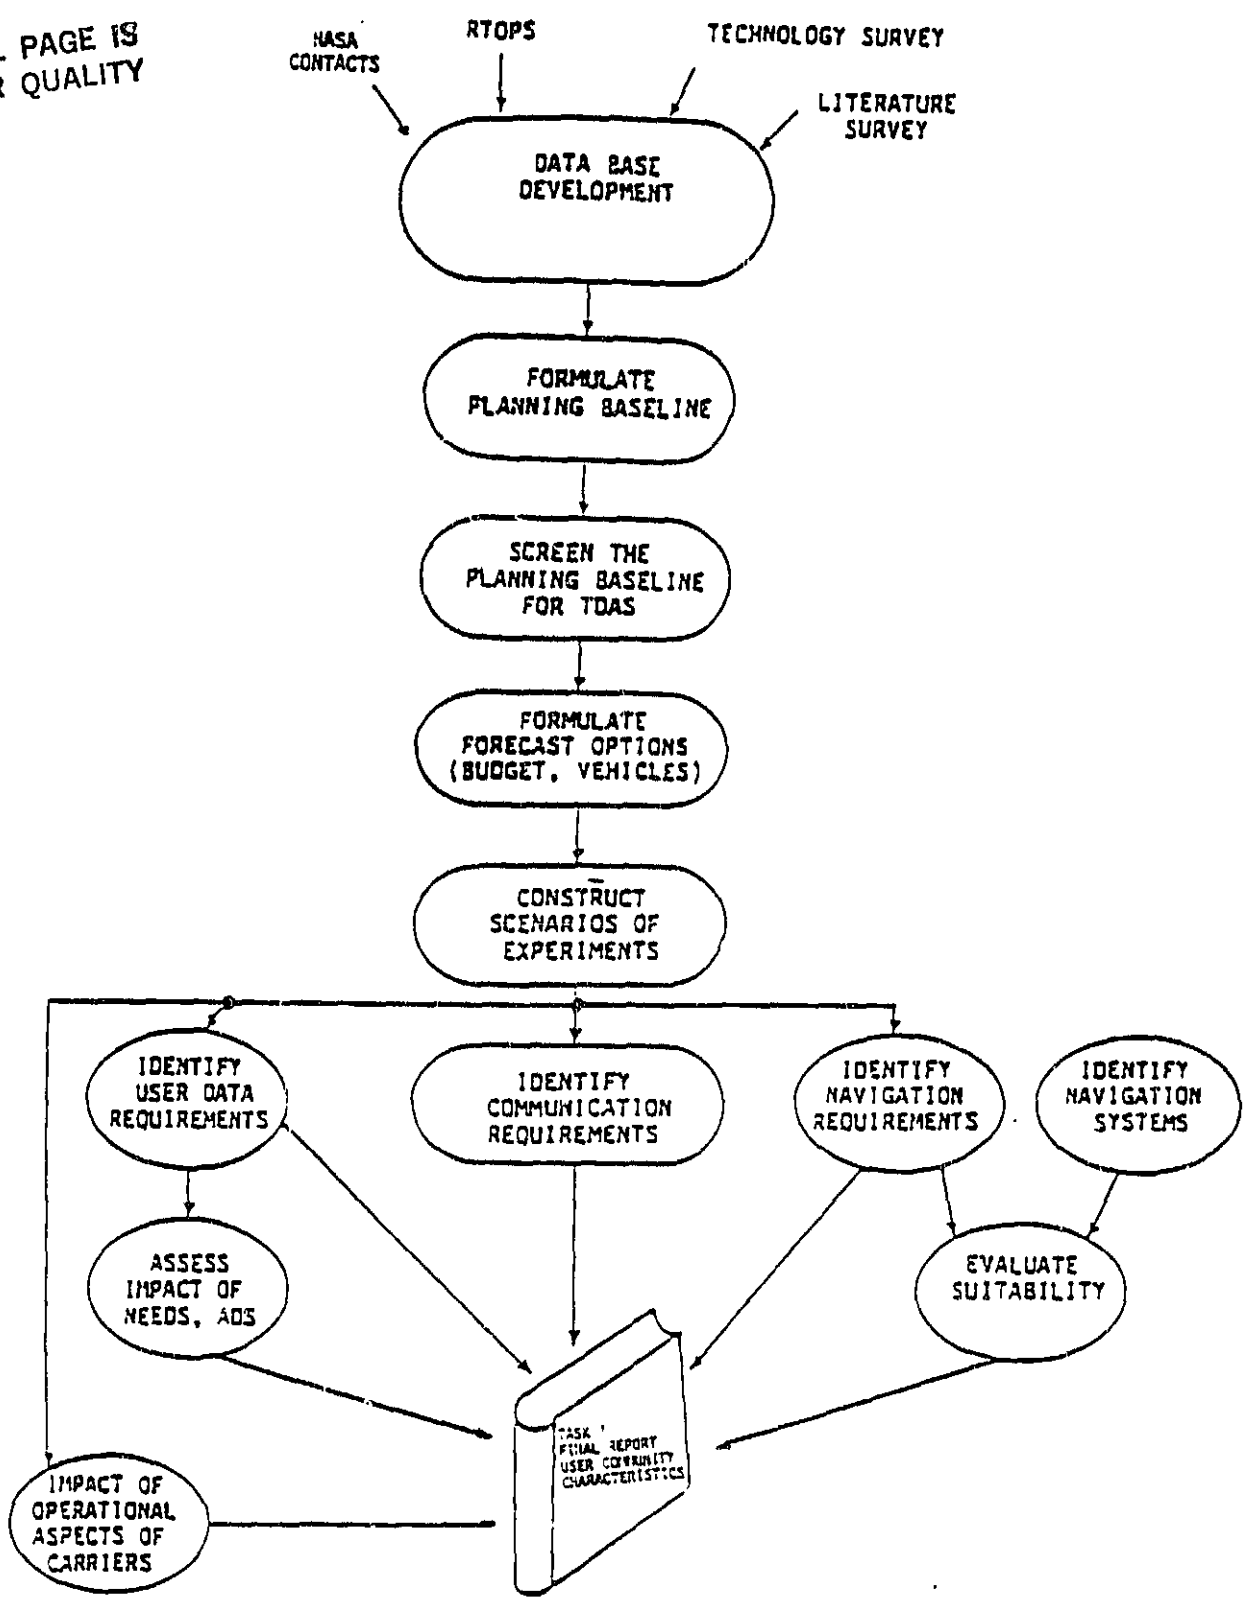 L PAGE IS
R QUALITY
NASA
CONTACTS
RTOPS
TECHNOLOGY SURVEY
LITERATURE
SURVEY
DATA BASE
DEVELOPMENT
FORMULATE
PLANNING BASELINE
SCREEN THE
PLANNING BASELINE
FOR TDAS
FORMULATE
FORECAST OPTIONS
(BUDGET, VEHICLES)
CONSTRUCT
SCENARIOS OF
EXPERIMENTS
IDENTIFY
USER DATA
REQUIREMENTS
IDENTIFY
COMMUNICATION
REQUIREMENTS
IDENTIFY
NAVIGATION
REQUIREMENTS
IDENTIFY
NAVIGATION
SYSTEMS
ASSESS
IMPACT OF
NEEDS, ADS
EVALUATE
SUITABILITY
TASK
FINAL REPORT
USER COMMUNITY
CHARACTERISTICS
IMPACT OF
OPERATIONAL
ASPECTS OF
CARRIERS